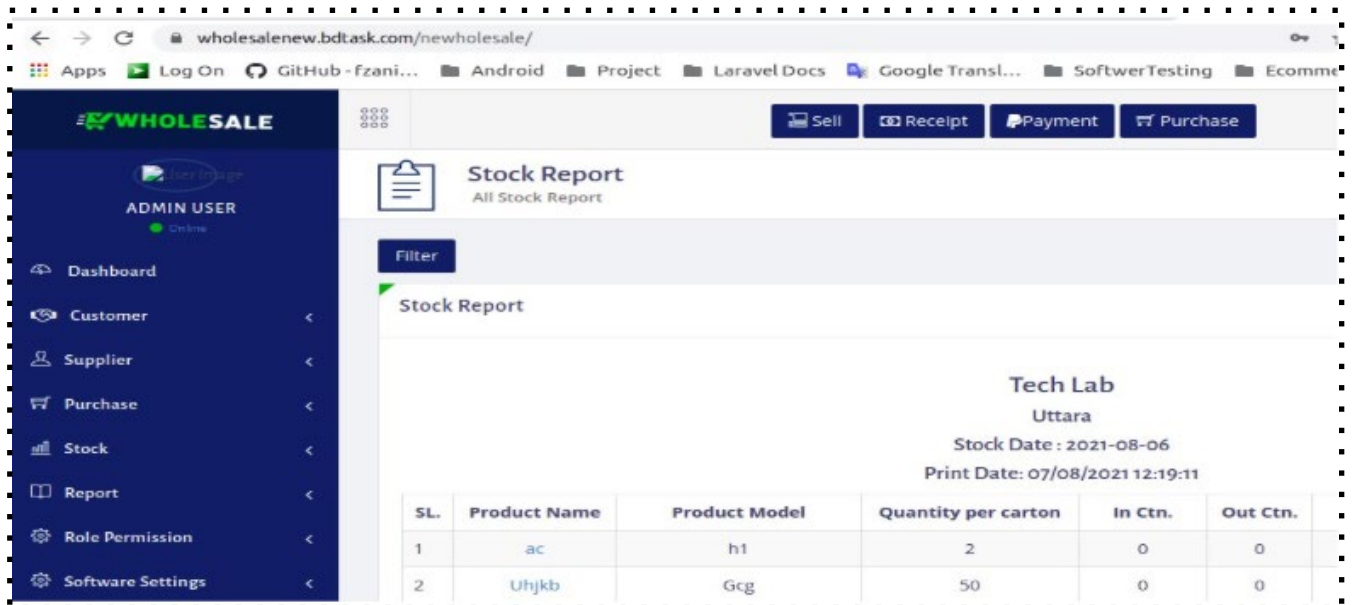 wholesalenew.bdtask.com/newholesale/
Apps Log On GitHub - fzani... Android Project Laravel Docs Google Transl... SoftwerTesting Ecomme
WHOLESALE Sell Receipt Payment Purchase
User Image
ADMIN USER
Online
Stock Report
All Stock Report
Filter
Dashboard
Customer
Supplier
Purchase
Stock
Report
Role Permission
Software Settings
Stock Report
Tech Lab
Uttara
Stock Date : 2021-08-06
Print Date: 07/08/2021 12:19:11
SL. Product Name Product Model Quantity per carton In Ctn. Out Ctn.
1 ac h1 2 0 0
2 Uhjkb Gcg 50 0 0